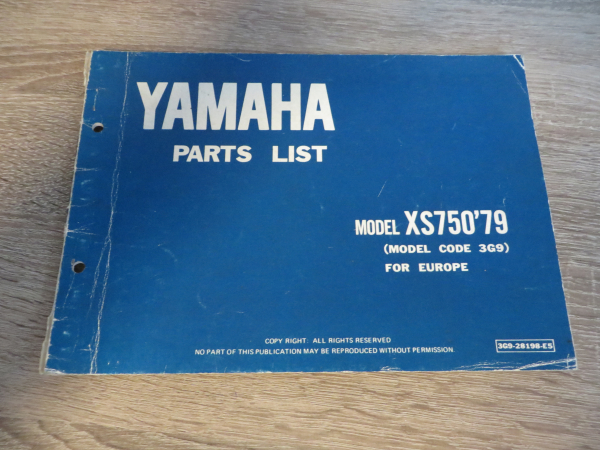 YAMAHA
PARTS LIST
MODEL XS750'79
(MODEL CODE 3G9)
FOR EUROPE
COPY RIGHT: ALL RIGHTS RESERVED
NO PART OF THIS PUBLICATION MAY BE REPRODUCED WITHOUT PERMISSION.
3G9-28198-E5